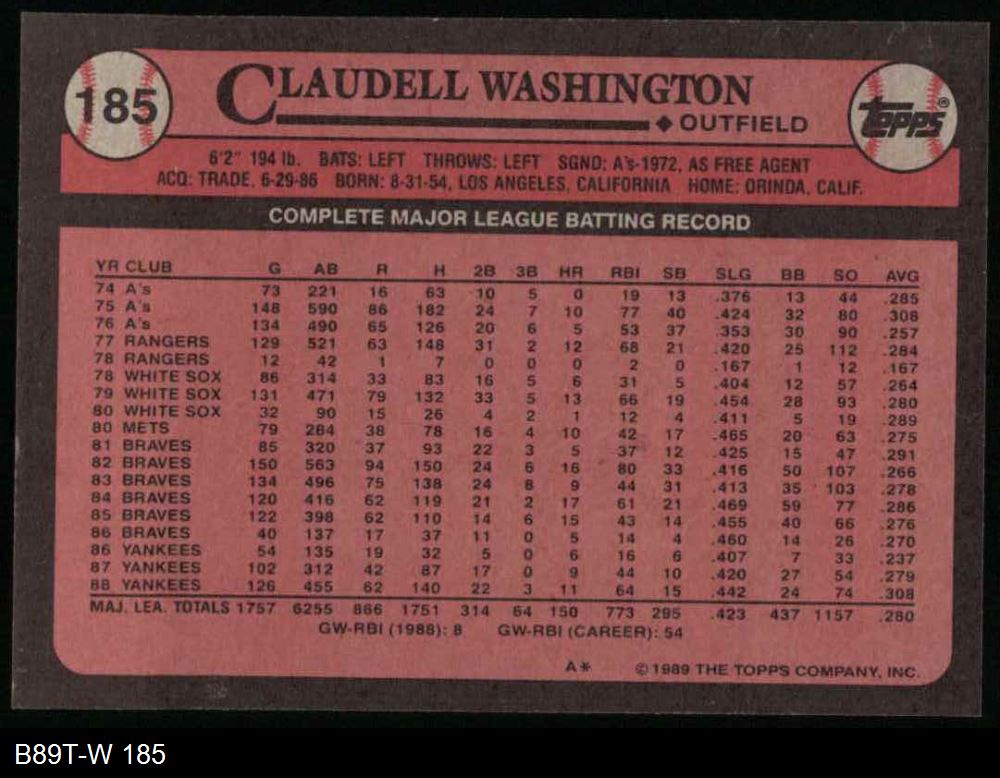 185
CLAUDELL WASHINGTON
◆ OUTFIELD
TOPPS®
6'2" 194 lb. BATS: LEFT THROWS: LEFT SGND: A's-1972, AS FREE AGENT
ACQ: TRADE, 6-29-86 BORN: 8-31-54, LOS ANGELES, CALIFORNIA HOME: ORINDA, CALIF.
COMPLETE MAJOR LEAGUE BATTING RECORD
YR CLUB G AB R H 2B 3B HR RBI SB SLG BB SO AVG
74 A's 73 221 16 63 10 5 0 19 13 .376 13 44 .285
75 A's 148 590 86 182 24 7 10 77 40 .424 32 80 .308
76 A's 134 490 65 126 20 6 5 53 37 .353 30 90 .257
77 RANGERS 129 521 63 148 31 2 12 68 21 .420 25 112 .284
78 RANGERS 12 42 1 7 0 0 0 2 0 .167 1 12 .167
78 WHITE SOX 86 314 33 83 16 5 6 31 5 .404 12 57 .264
79 WHITE SOX 131 471 79 132 33 5 13 66 19 .454 28 93 .280
80 WHITE SOX 32 90 15 26 4 2 1 12 4 .411 5 19 .289
80 METS 79 284 38 78 16 4 10 42 17 .465 20 63 .275
81 BRAVES 85 320 37 93 22 3 5 37 12 .425 15 47 .291
82 BRAVES 150 563 94 150 24 6 16 80 33 .416 50 107 .266
83 BRAVES 134 496 75 138 24 8 9 44 31 .413 35 103 .278
84 BRAVES 120 416 62 119 21 2 17 61 21 .469 59 77 .286
85 BRAVES 122 398 62 110 14 6 15 43 14 .455 40 66 .276
86 BRAVES 40 137 17 37 11 0 5 14 4 .460 14 26 .270
86 YANKEES 54 135 19 32 5 0 6 16 6 .407 7 33 .237
87 YANKEES 102 312 42 87 17 0 9 44 10 .420 27 54 .279
88 YANKEES 126 455 62 140 22 3 11 64 15 .442 24 74 .308
MAJ. LEA. TOTALS 1757 6255 866 1751 314 64 150 773 295 .423 437 1157 .280
GW-RBI (1988): 8 GW-RBI (CAREER): 54
A* © 1989 THE TOPPS COMPANY, INC.
B89T-W 185